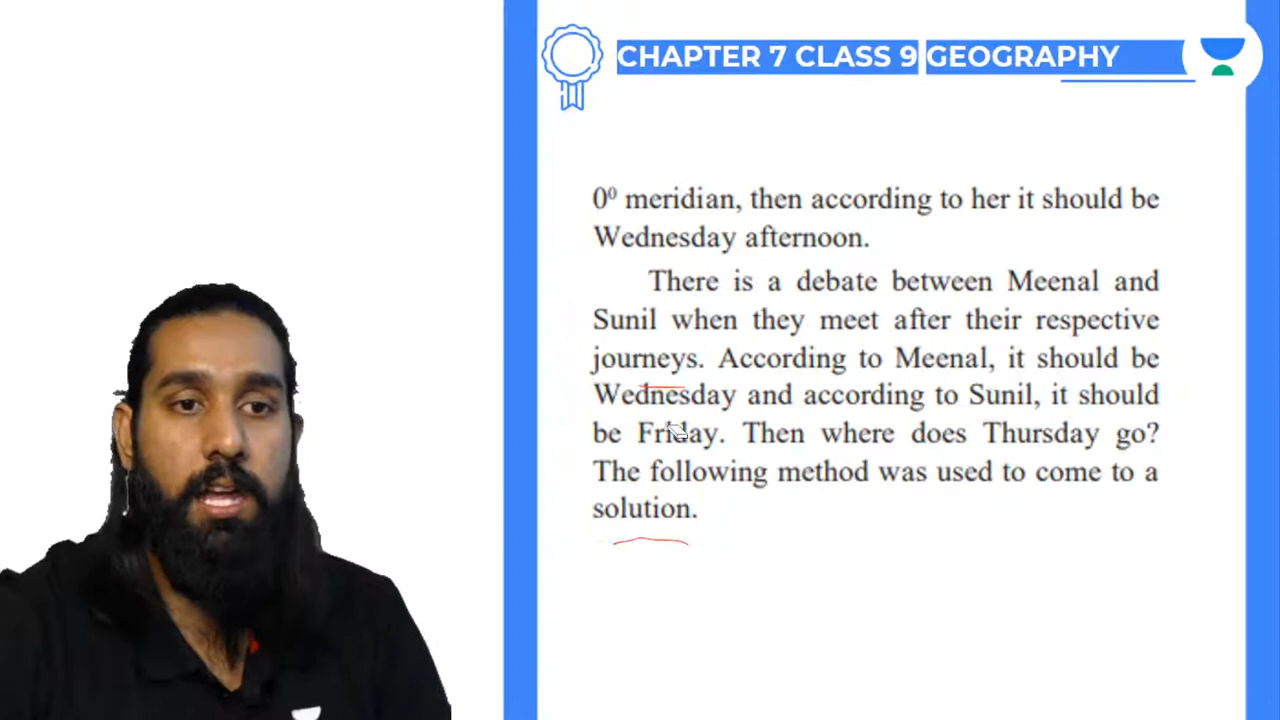 CHAPTER 7 CLASS 9 GEOGRAPHY
0⁰ meridian, then according to her it should be
Wednesday afternoon.
There is a debate between Meenal and
Sunil when they meet after their respective
journeys. According to Meenal, it should be
Wednesday and according to Sunil, it should
be Friday. Then where does Thursday go?
The following method was used to come to a
solution.